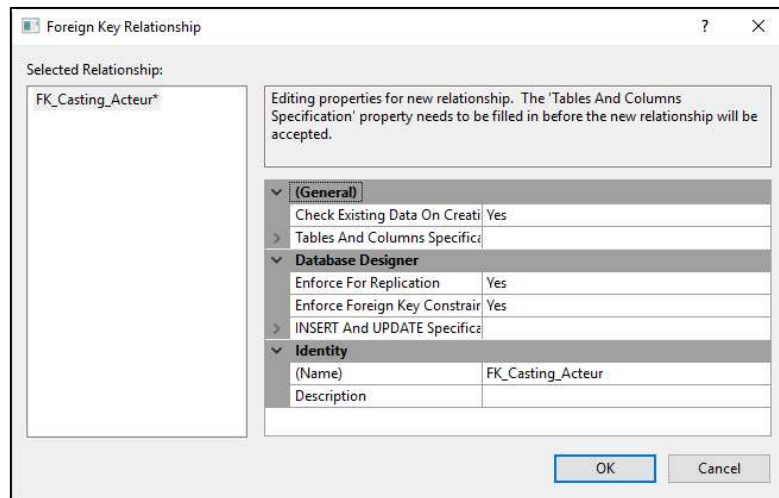 Foreign Key Relationship
?
Selected Relationship:
FK_Casting_Acteur*
Editing properties for new relationship. The 'Tables And Columns
Specification' property needs to be filled in before the new relationship will be
accepted.
(General)
Check Existing Data On Creati Yes
Tables And Columns Specifica
Database Designer
Enforce For Replication Yes
Enforce Foreign Key Constrair Yes
INSERT And UPDATE Specifica
Identity
(Name) FK_Casting_Acteur
Description
OK Cancel